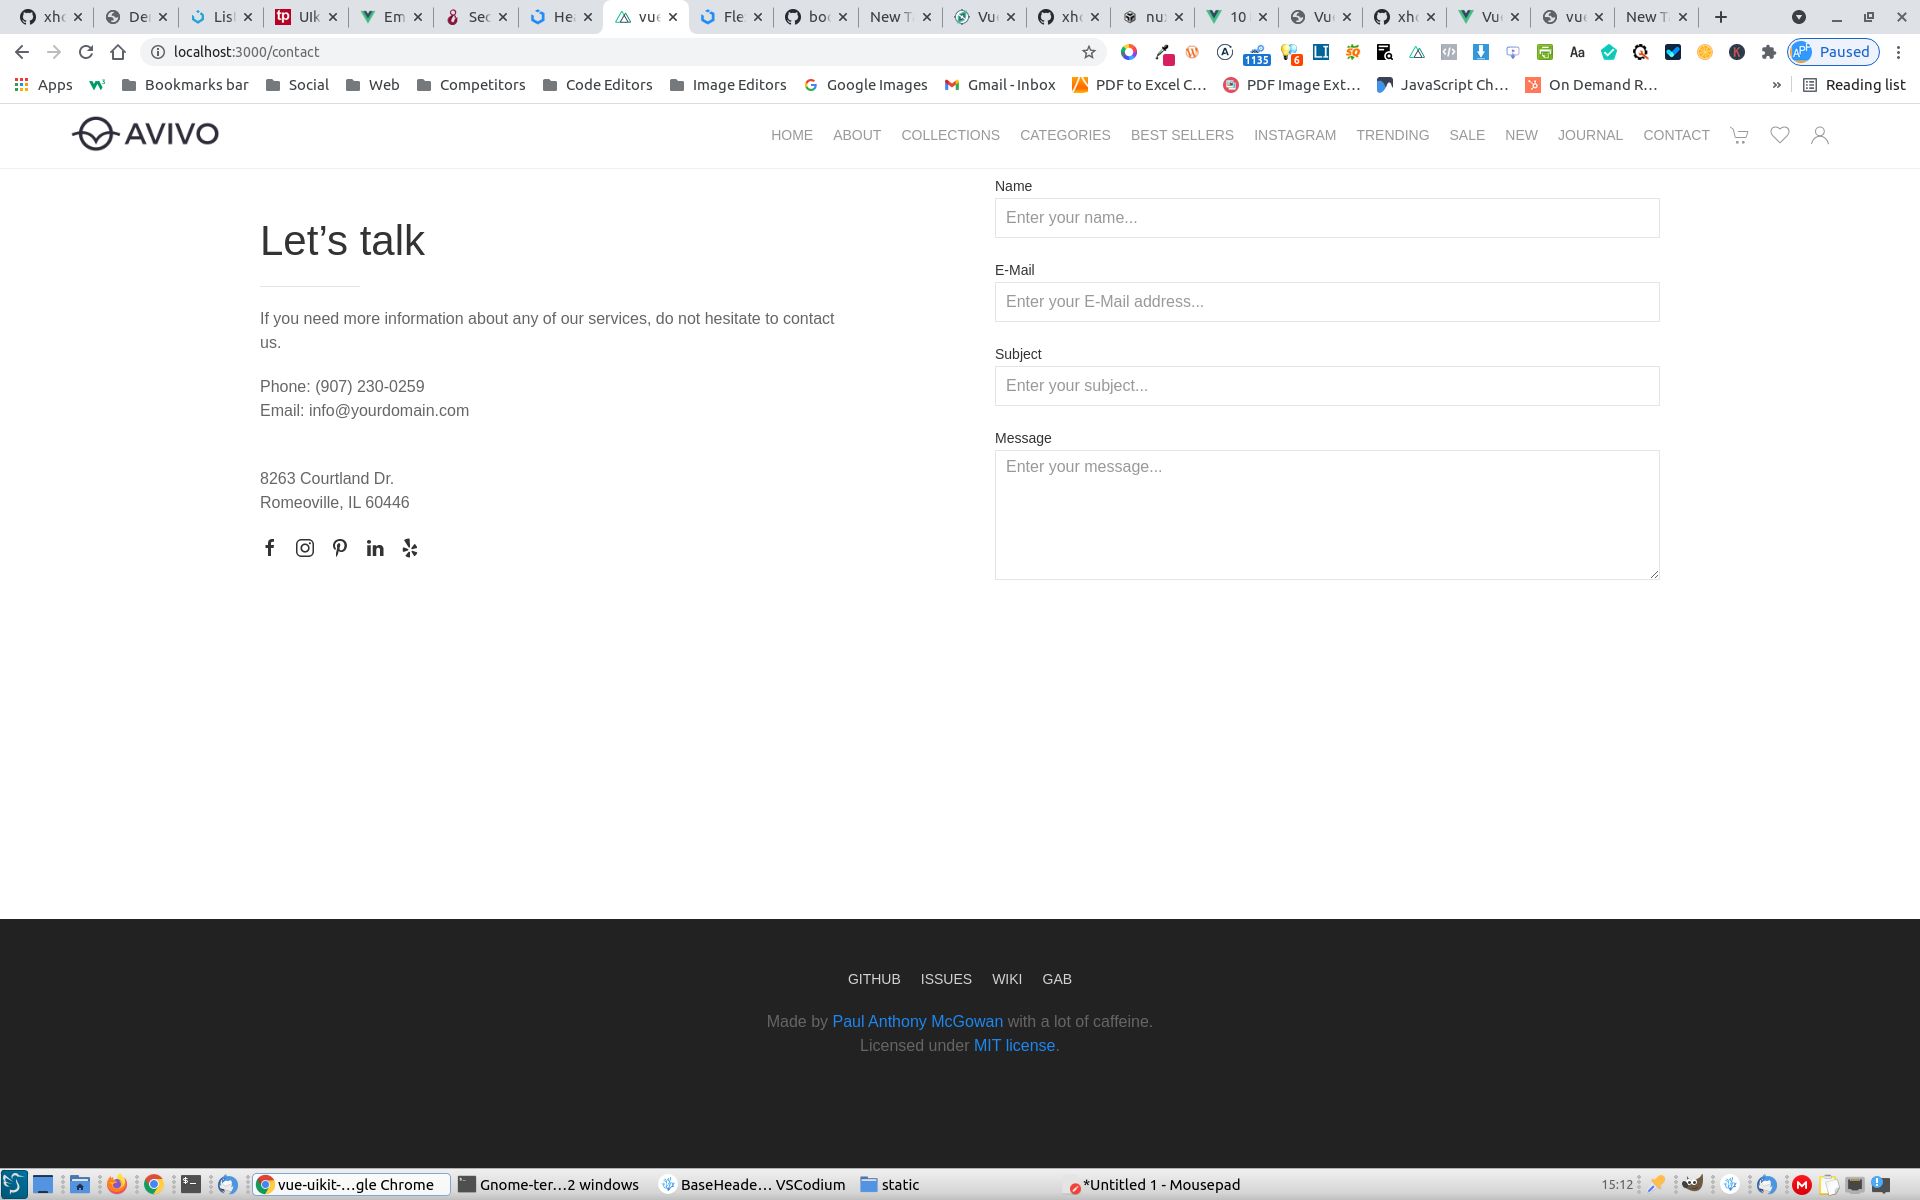 xhc
De
Lis
tp UIk
Em
Sec
Hea
vue
Fle
boo
New T
Vu
xhc
nux
10
Vu
xhc
Vu
vue
New T
localhost:3000/contact
1135
6
Aa
Paused
Apps
Bookmarks bar
Social
Web
Competitors
Code Editors
Image Editors
Google Images
Gmail - Inbox
PDF to Excel C…
PDF Image Ext…
JavaScript Ch…
On Demand R…
»
Reading list
AVIVO
HOME
ABOUT
COLLECTIONS
CATEGORIES
BEST SELLERS
INSTAGRAM
TRENDING
SALE
NEW
JOURNAL
CONTACT
Let’s talk
If you need more information about any of our services, do not hesitate to contact
us.
Phone: (907) 230-0259
Email: info@yourdomain.com
8263 Courtland Dr.
Romeoville, IL 60446
Name
Enter your name...
E-Mail
Enter your E-Mail address...
Subject
Enter your subject...
Message
Enter your message...
GITHUB
ISSUES
WIKI
GAB
Made by Paul Anthony McGowan with a lot of caffeine.
Licensed under MIT license.
vue-uikit-…gle Chrome
Gnome-ter…2 windows
BaseHeade… VSCodium
static
*Untitled 1 - Mousepad
15:12